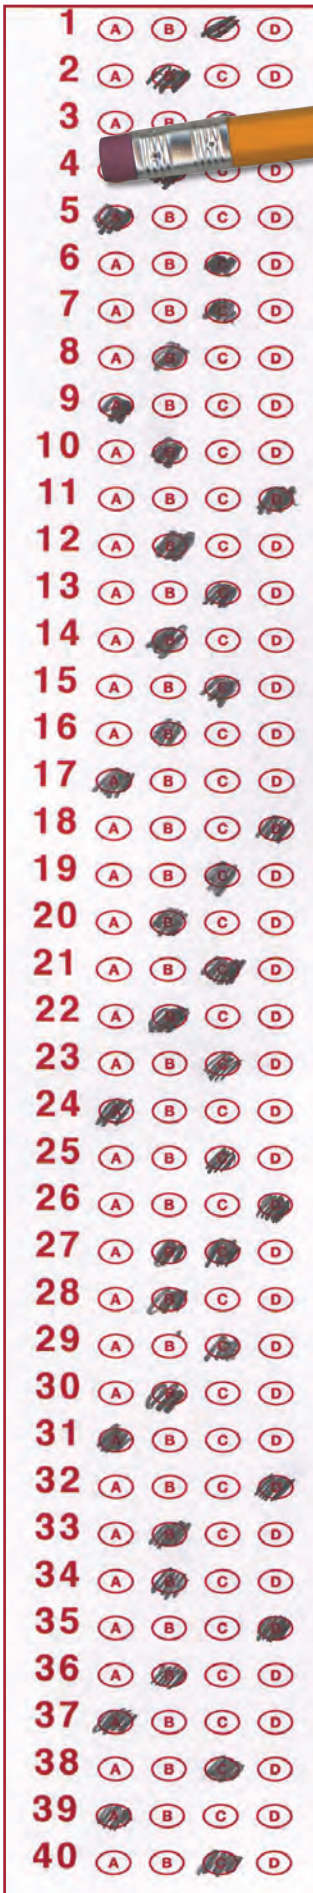 1 A B D
2 A C D
3 A B
4
5 B C D
6 A B D
7 A B C D
8 A B C D
9 B C D
10 A B C D
11 A B C D
12 A C D
13 A B C D
14 A B C D
15 A B C D
16 A B C D
17 B C D
18 A B C D
19 A B C D
20 A B C D
21 A B D
22 A C D
23 A B D
24 B C D
25 A B C D
26 A B C
27 A C D
28 A B C D
29 A B C D
30 A C D
31 A B C D
32 A B C
33 A C D
34 A B C D
35 A B C
36 A C D
37 B C D
38 A B D
39 B C D
40 A B D